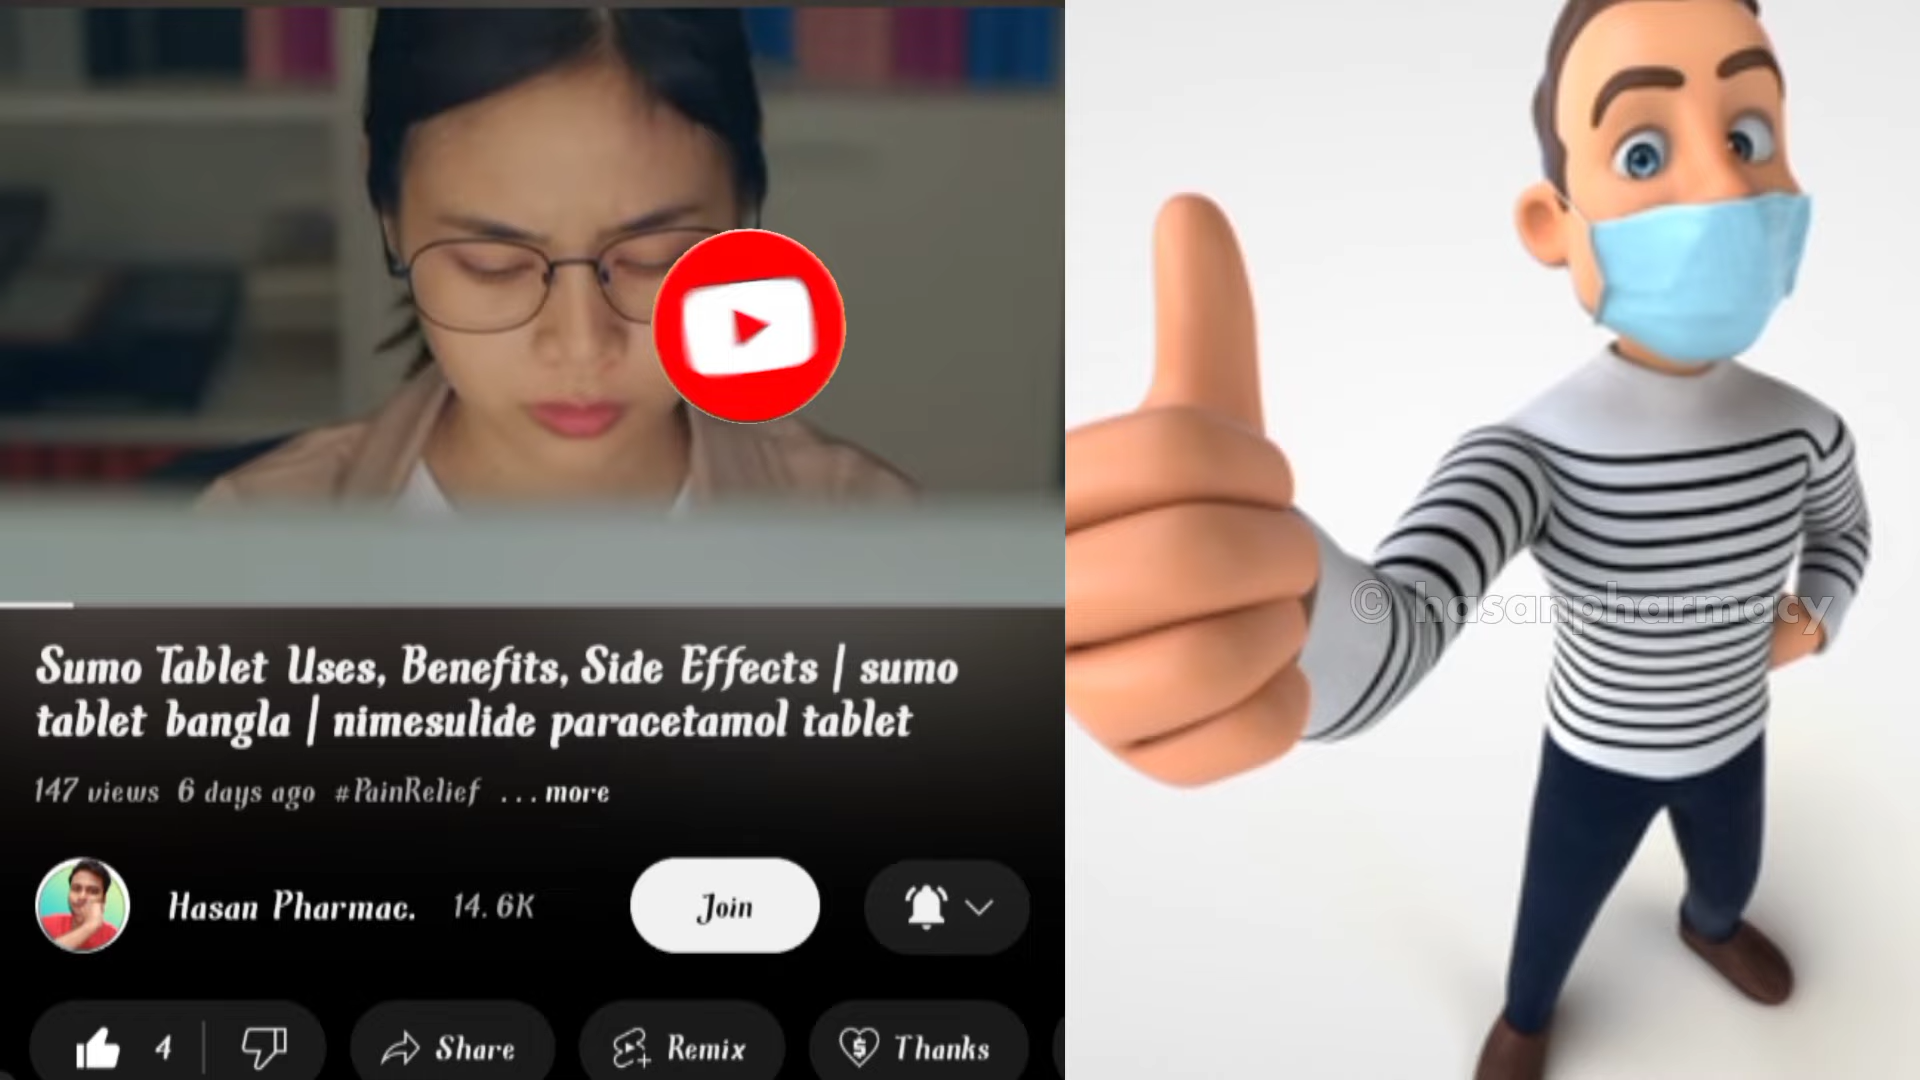 Sumo Tablet Uses, Benefits, Side Effects | sumo
tablet bangla | nimesulide paracetamol tablet
147 views 6 days ago #PainRelief ...more
Hasan Pharmac. 14.6K
Join
4
Share
Remix
Thanks
© hasanpharmacy